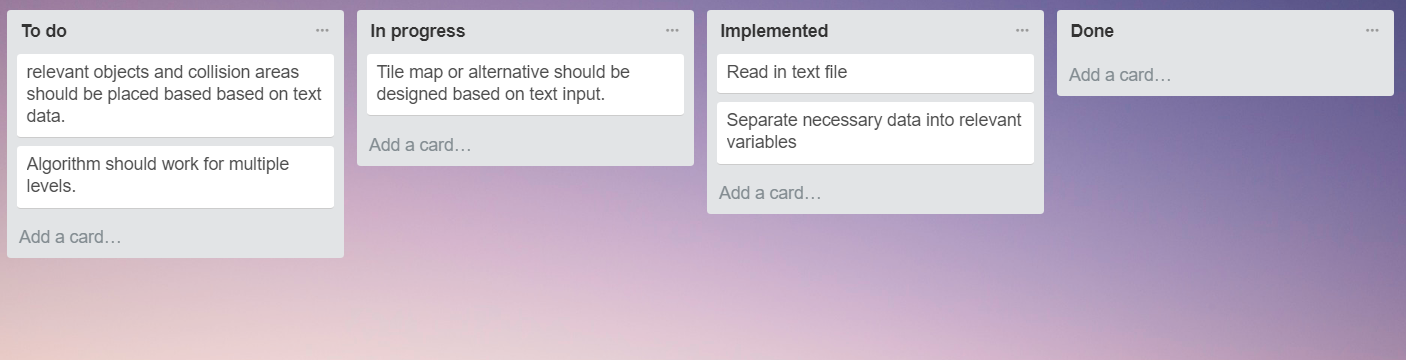 To do
relevant objects and collision areas
should be placed based based on text
data.
Algorithm should work for multiple
levels.
Add a card…
In progress
Tile map or alternative should be
designed based on text input.
Add a card…
Implemented
Read in text file
Separate necessary data into relevant
variables
Add a card…
Done
Add a card…